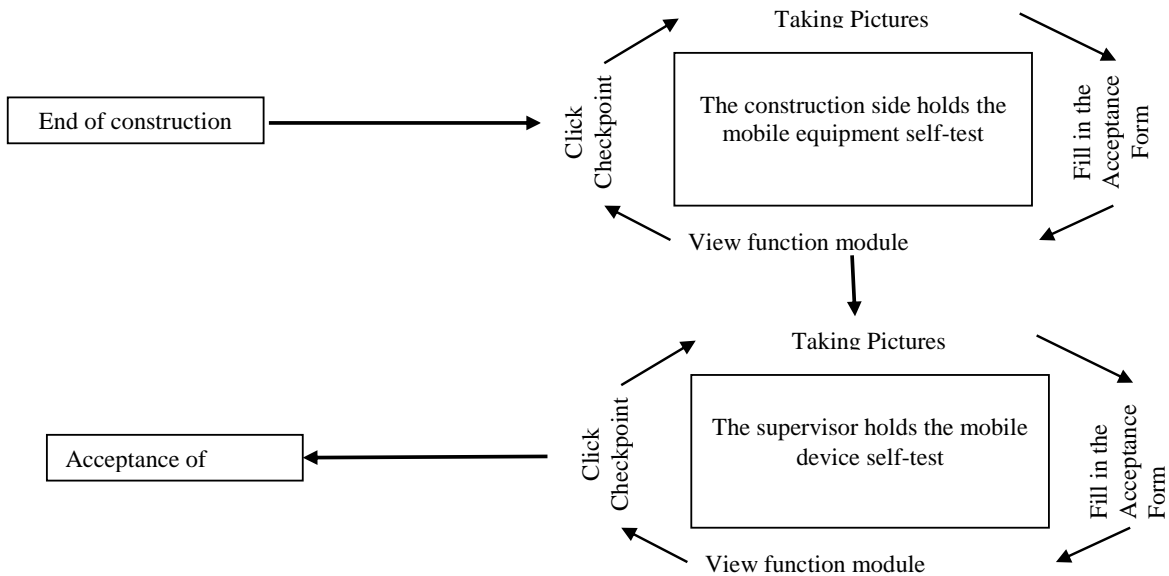 Taking Pictures
End of construction
Click
Checkpoint
The construction side holds the
mobile equipment self-test
Fill in the
Acceptance
Form
View function module
Taking Pictures
Acceptance of
Click
Checkpoint
The supervisor holds the mobile
device self-test
Fill in the
Acceptance
Form
View function module